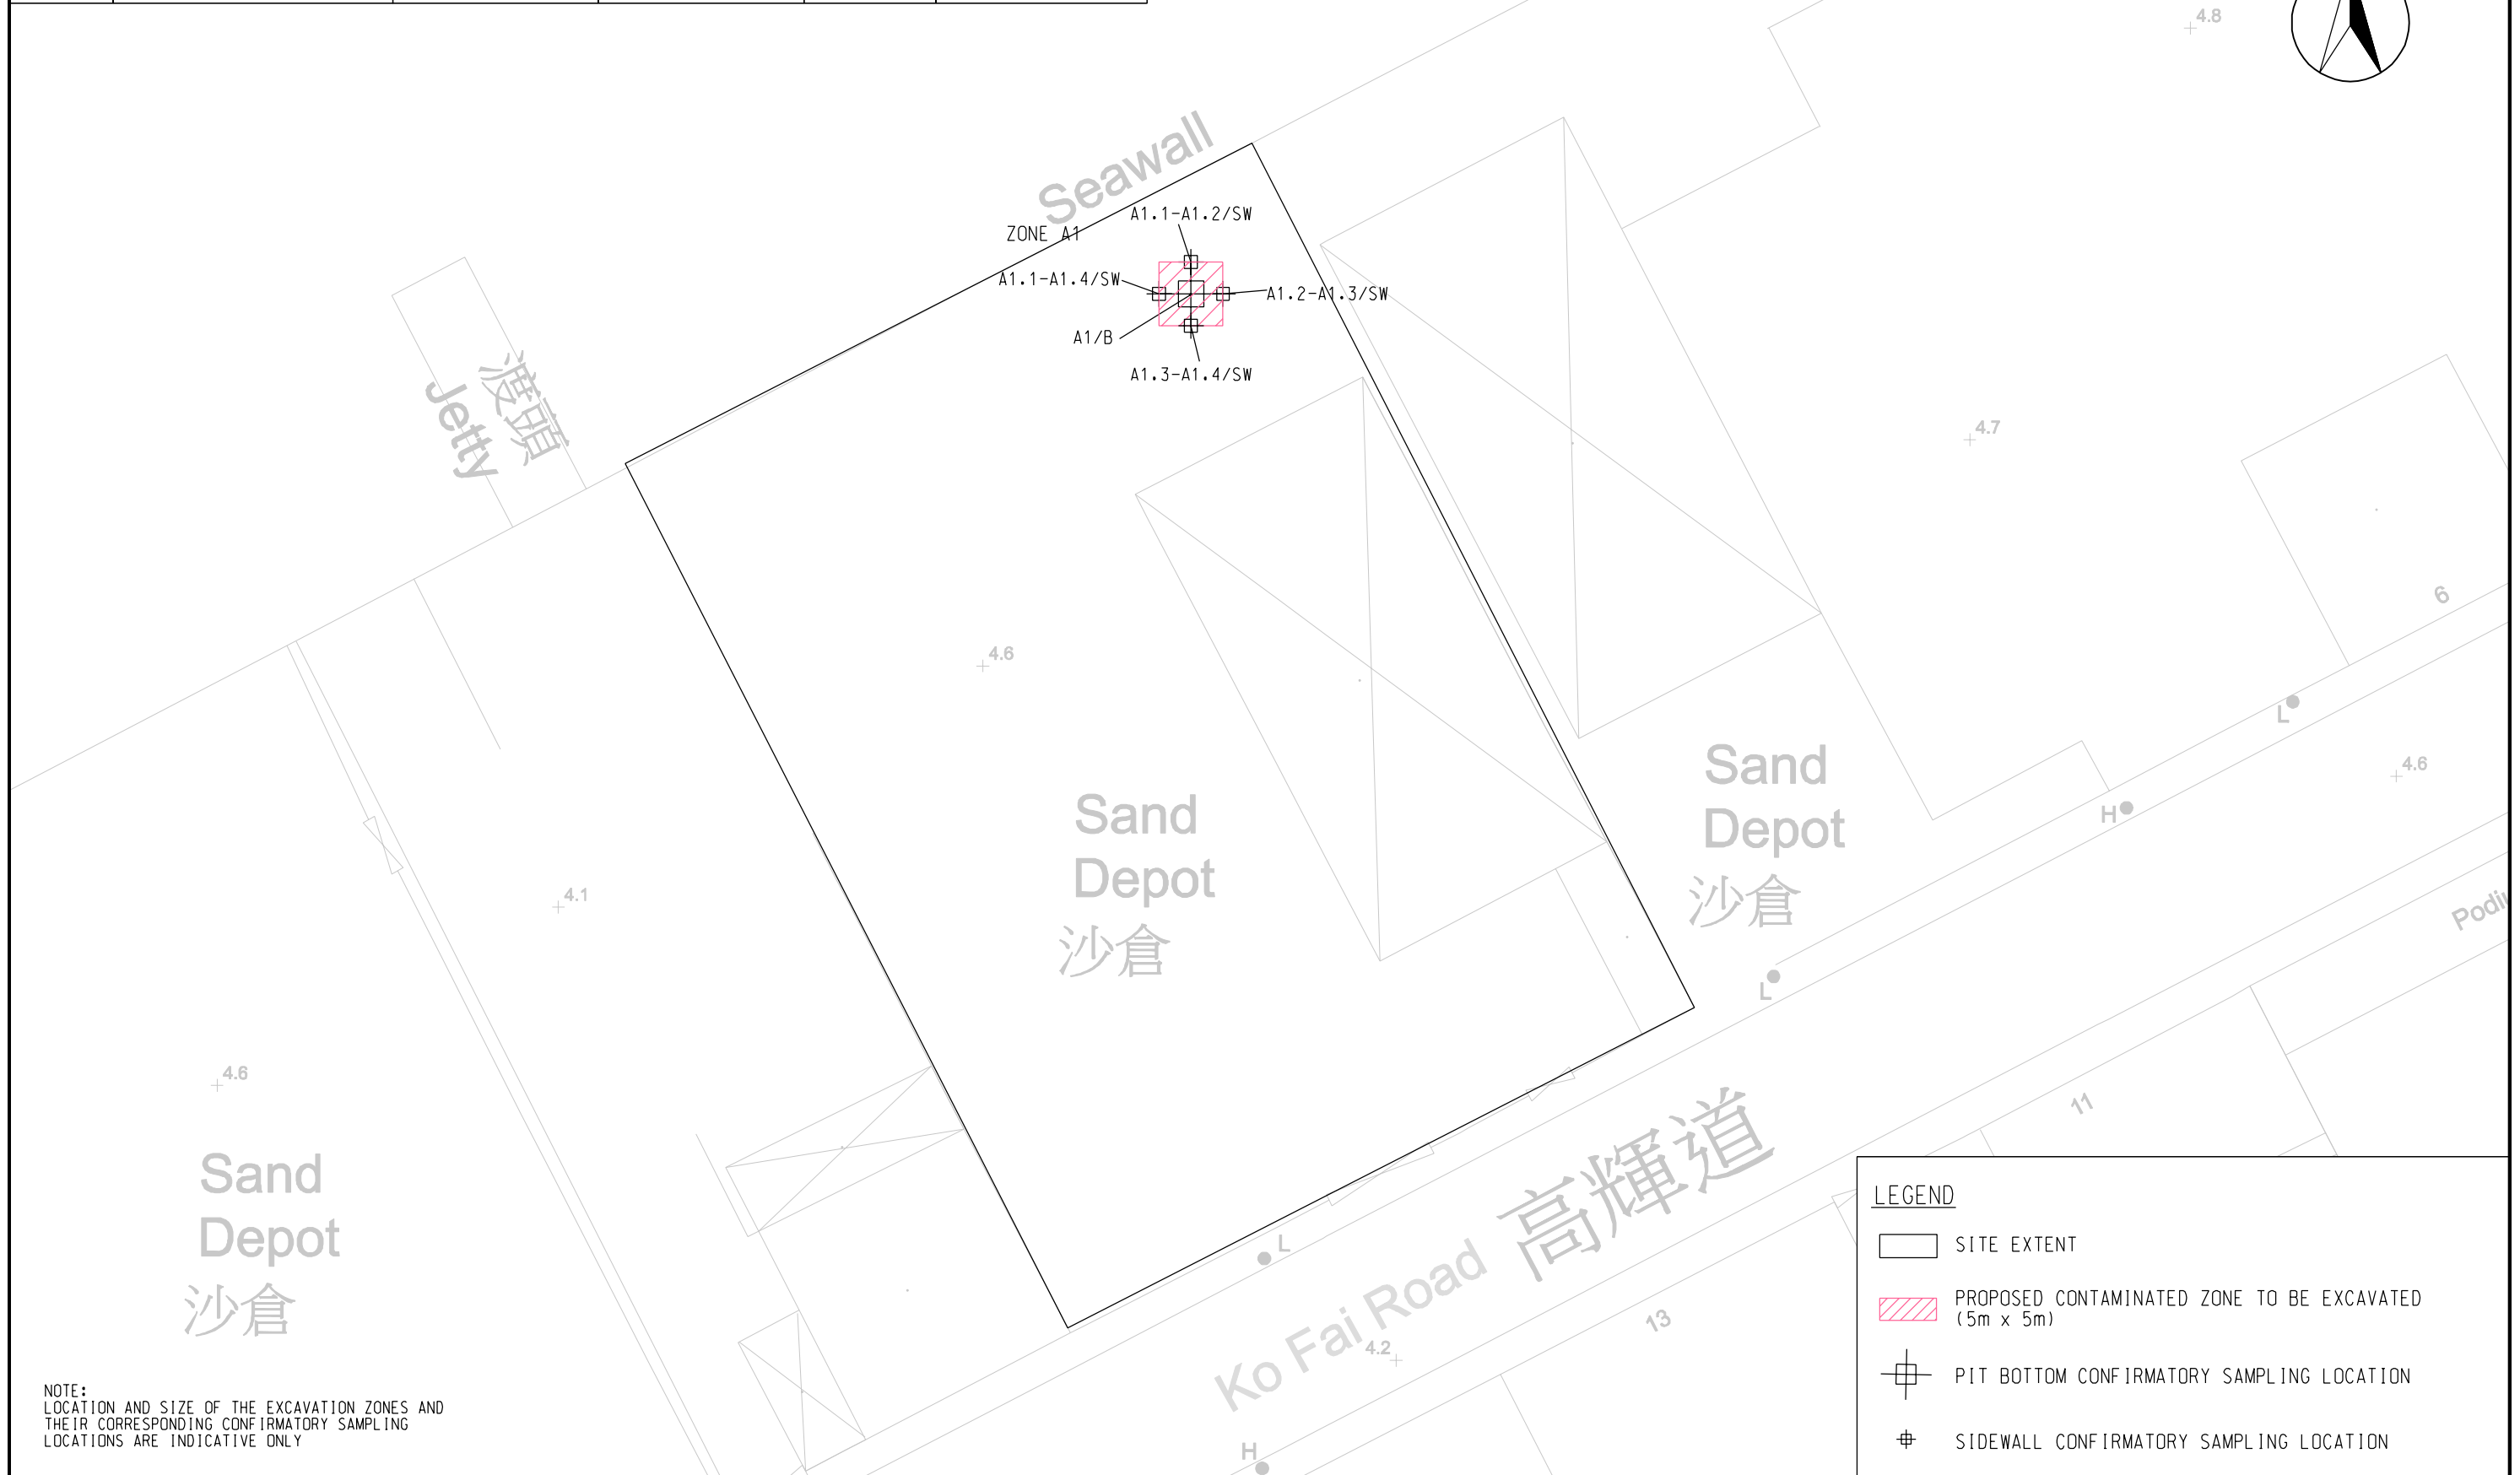 4.8
Seawall
A1.1-A1.2/SW
ZONE A1
A1.1-A1.4/SW
A1.2-A1.3/SW
A1/B
A1.3-A1.4/SW
渡頭
Jetty
4.7
6
4.6
L
4.6
Sand
Depot
沙倉
Sand
Depot
沙倉
H
4.1
Podiu
L
4.6
11
Sand
Depot
沙倉
L
Ko Fai Road 高輝道
13
4.2
H
NOTE:
LOCATION AND SIZE OF THE EXCAVATION ZONES AND
THEIR CORRESPONDING CONFIRMATORY SAMPLING
LOCATIONS ARE INDICATIVE ONLY
LEGEND
SITE EXTENT
PROPOSED CONTAMINATED ZONE TO BE EXCAVATED
(5m x 5m)
PIT BOTTOM CONFIRMATORY SAMPLING LOCATION
SIDEWALL CONFIRMATORY SAMPLING LOCATION